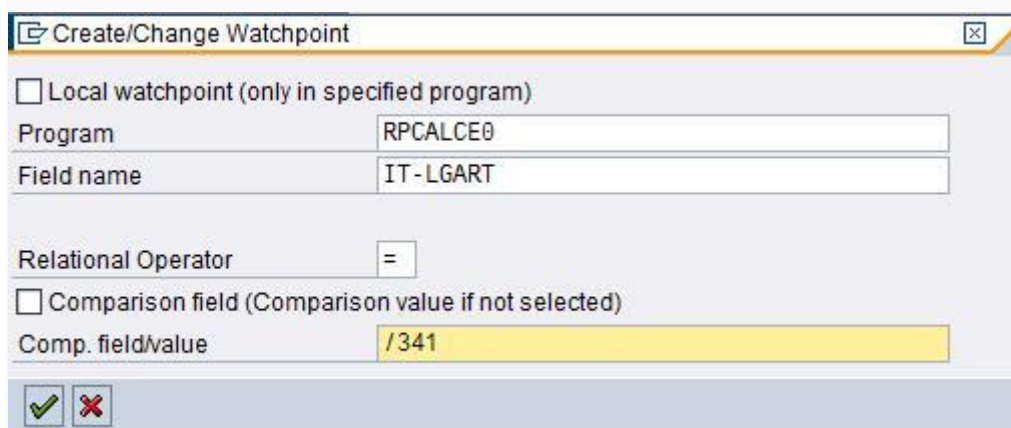 Create/Change Watchpoint
Local watchpoint (only in specified program)
Program RPCALCE0
Field name IT-LGART
Relational Operator =
Comparison field (Comparison value if not selected)
Comp. field/value /341